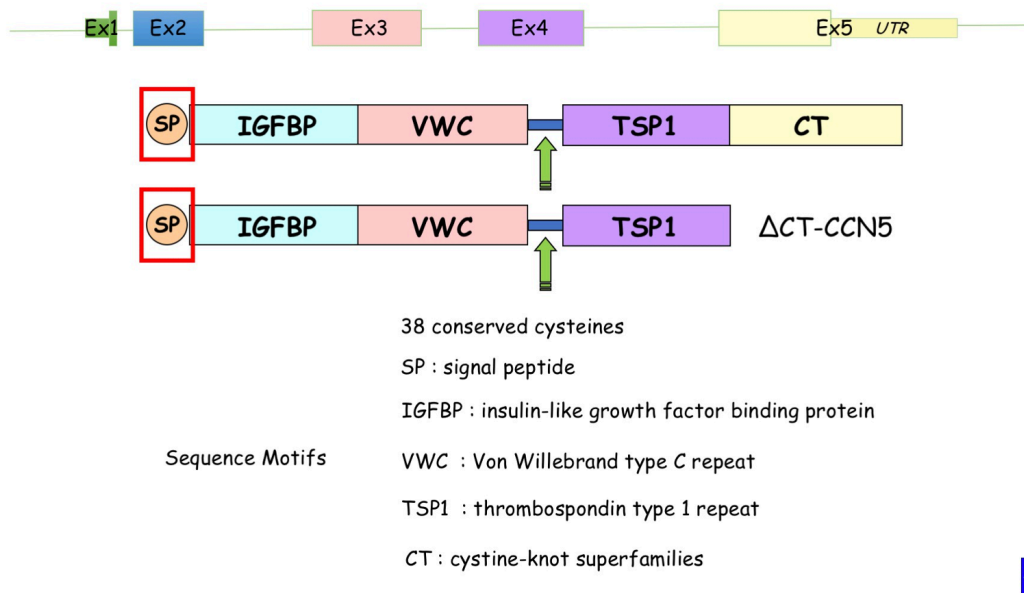 Ex1 Ex2 Ex3 Ex4 Ex5 UTR
SP IGFBP VWC TSP1 CT
SP IGFBP VWC TSP1 ΔCT-CCN5
38 conserved cysteines
SP : signal peptide
IGFBP : insulin-like growth factor binding protein
Sequence Motifs
VWC : Von Willebrand type C repeat
TSP1 : thrombospondin type 1 repeat
CT : cystine-knot superfamilies